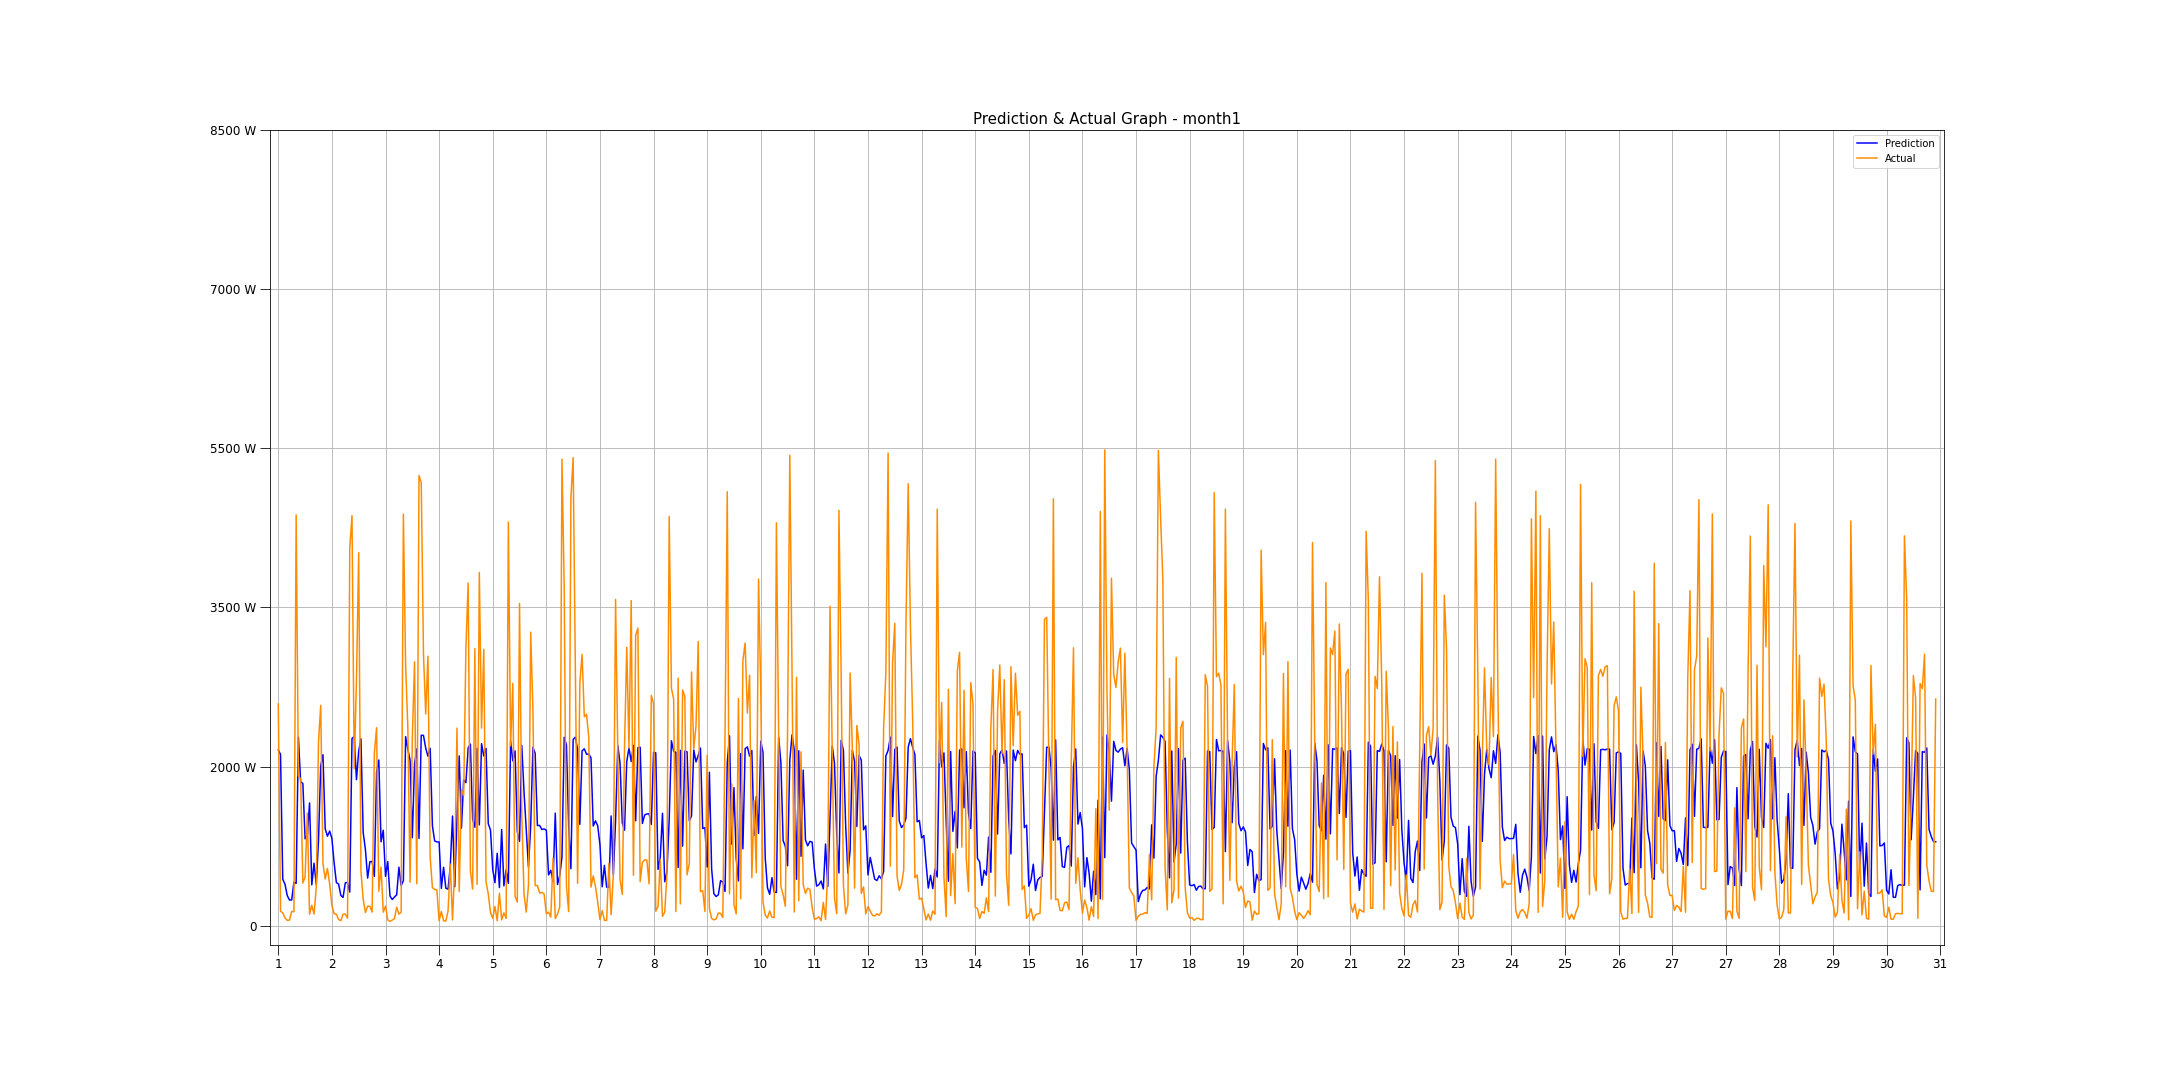 Prediction & Actual Graph - month1
8500 W
7000 W
5500 W
3500 W
2000 W
0
Prediction
Actual
1 2 3 4 5 6 7 8 9 10 11 12 13 14 15 16 17 18 19 20 21 22 23 24 25 26 27 27 28 29 30 31